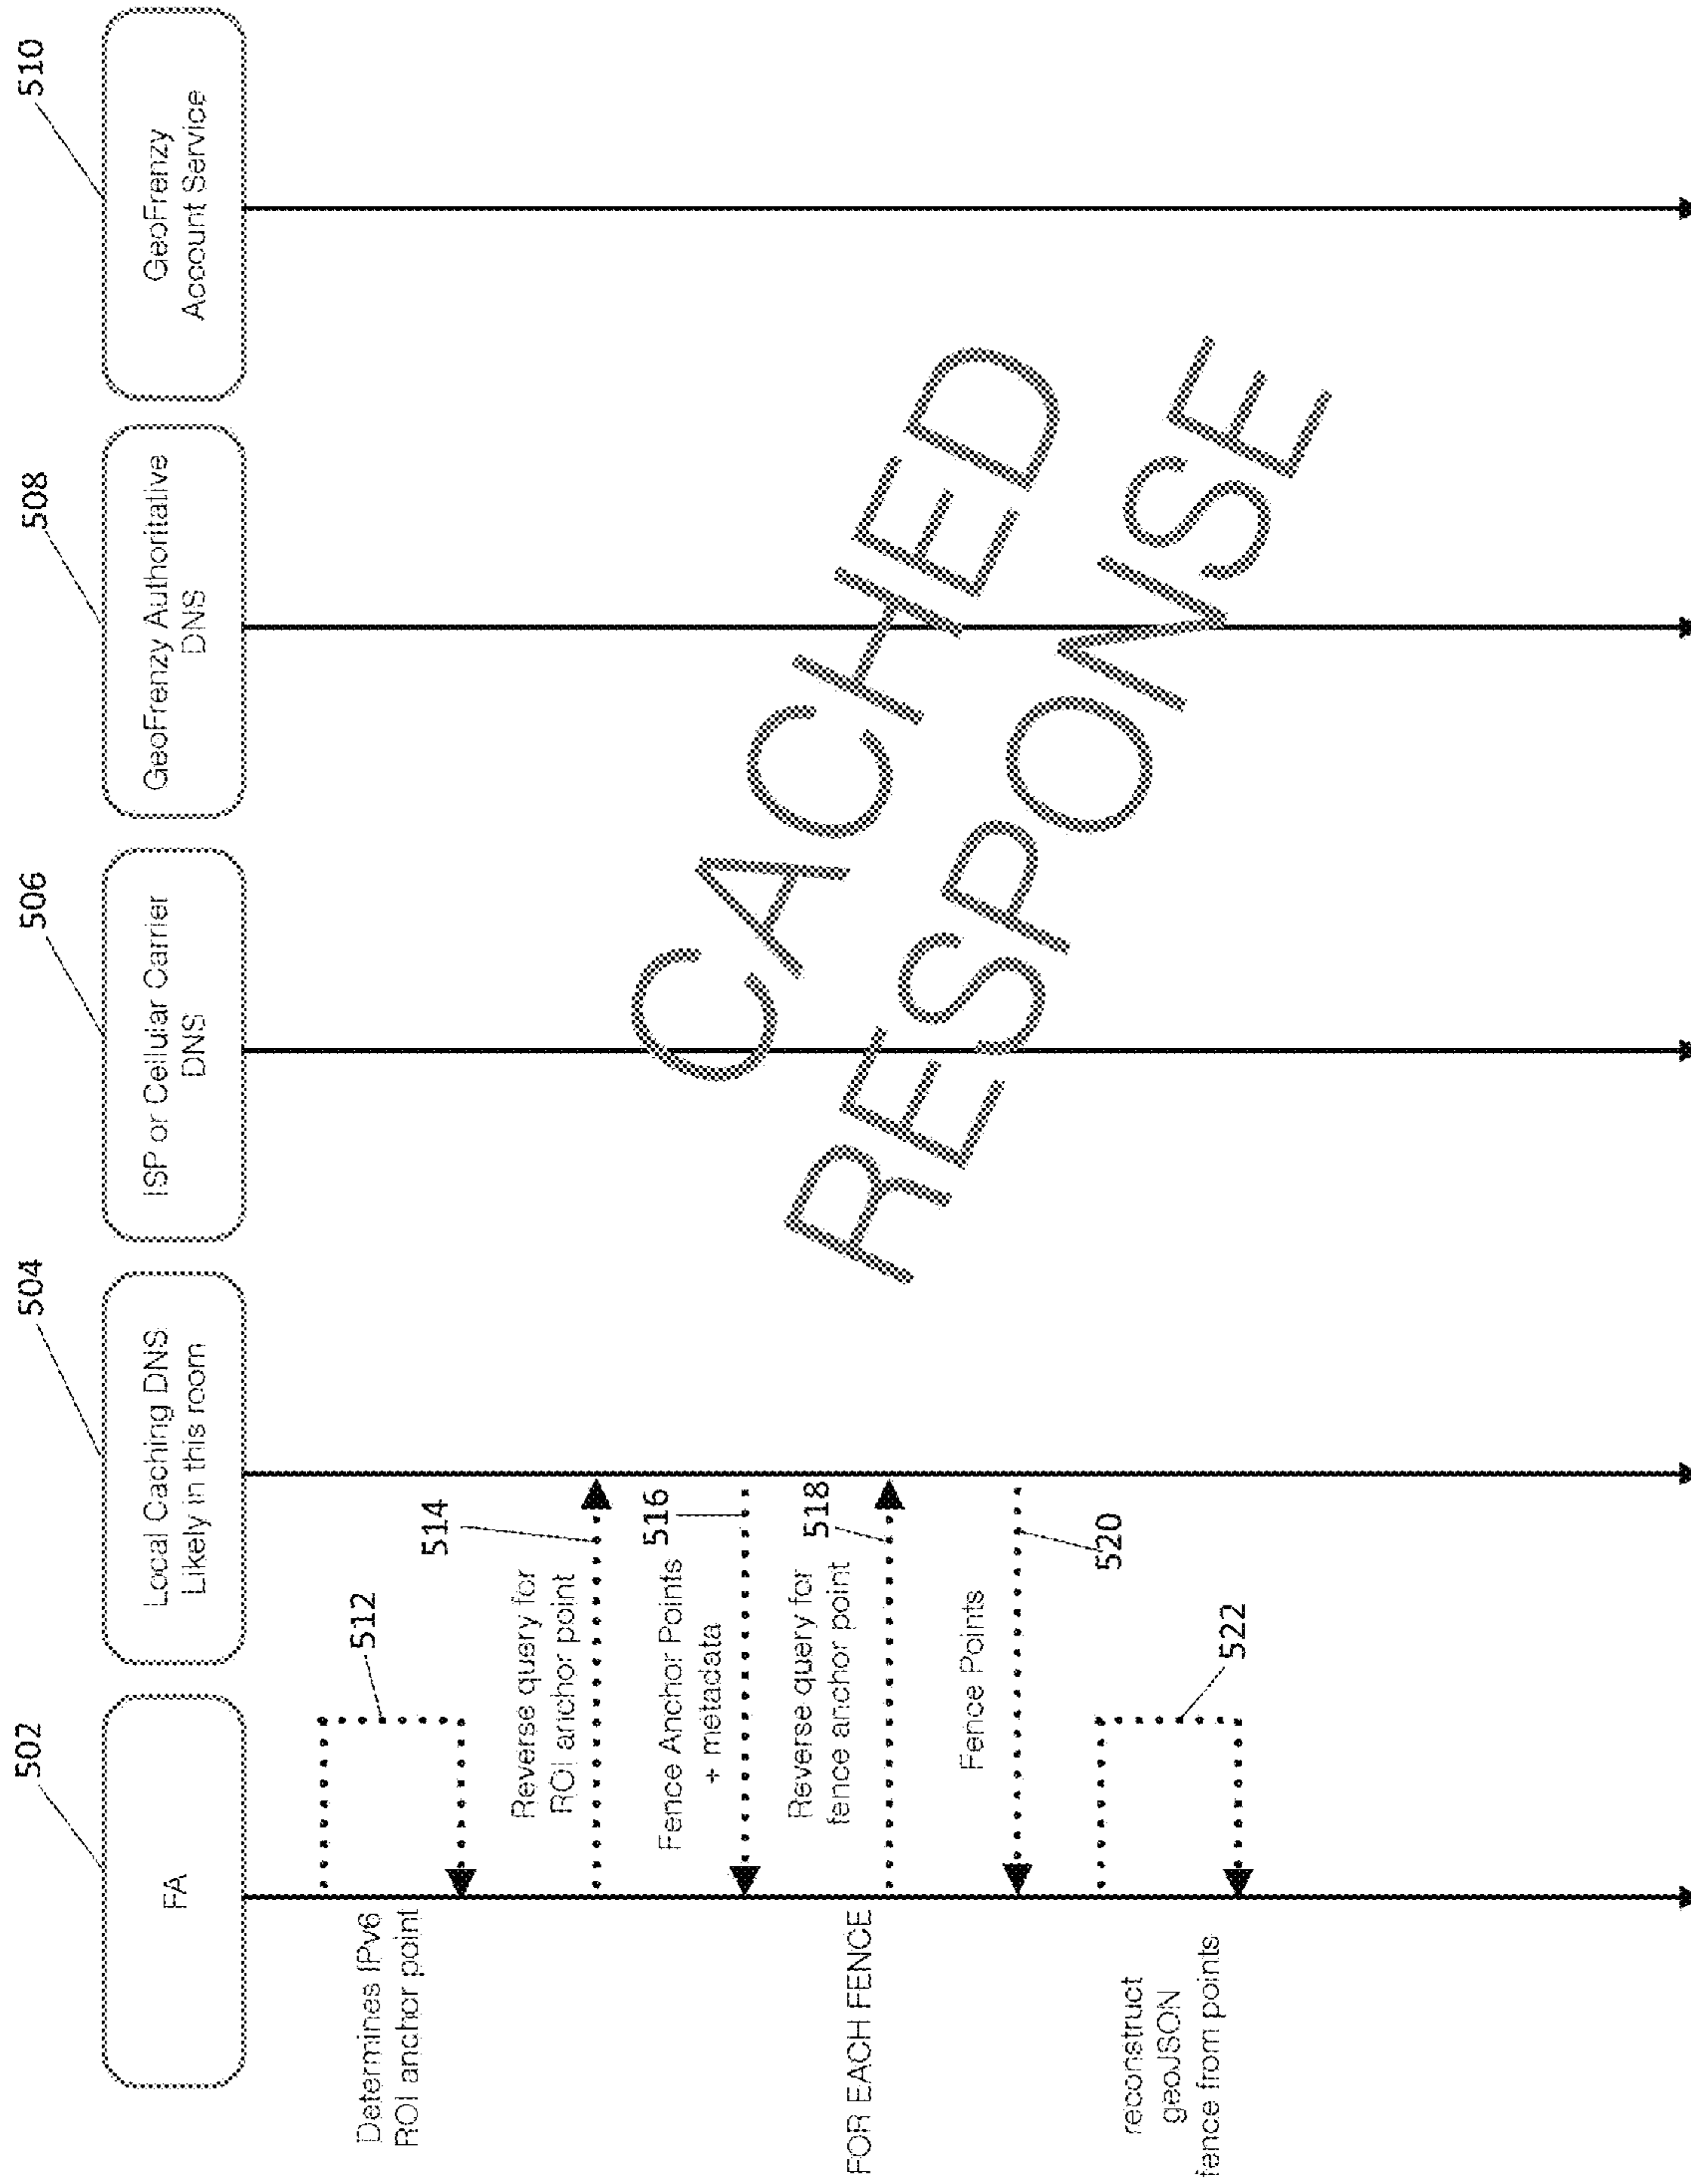 502
504
506
508
510
FA
Local Caching DNS
Likely in this room
ISP or Cellular Carrier
DNS
GeoFrenzy Authoritative
DNS
GeoFrenzy
Account Service
Determines IPv6
ROI anchor point
512
Reverse query for
ROI anchor point
514
Fence Anchor Points
+ metadata
516
FOR EACH FENCE
Reverse query for
fence anchor point
518
Fence Points
520
reconstruct
geoJSON
fence from points
522
CACHED
RESPONSE